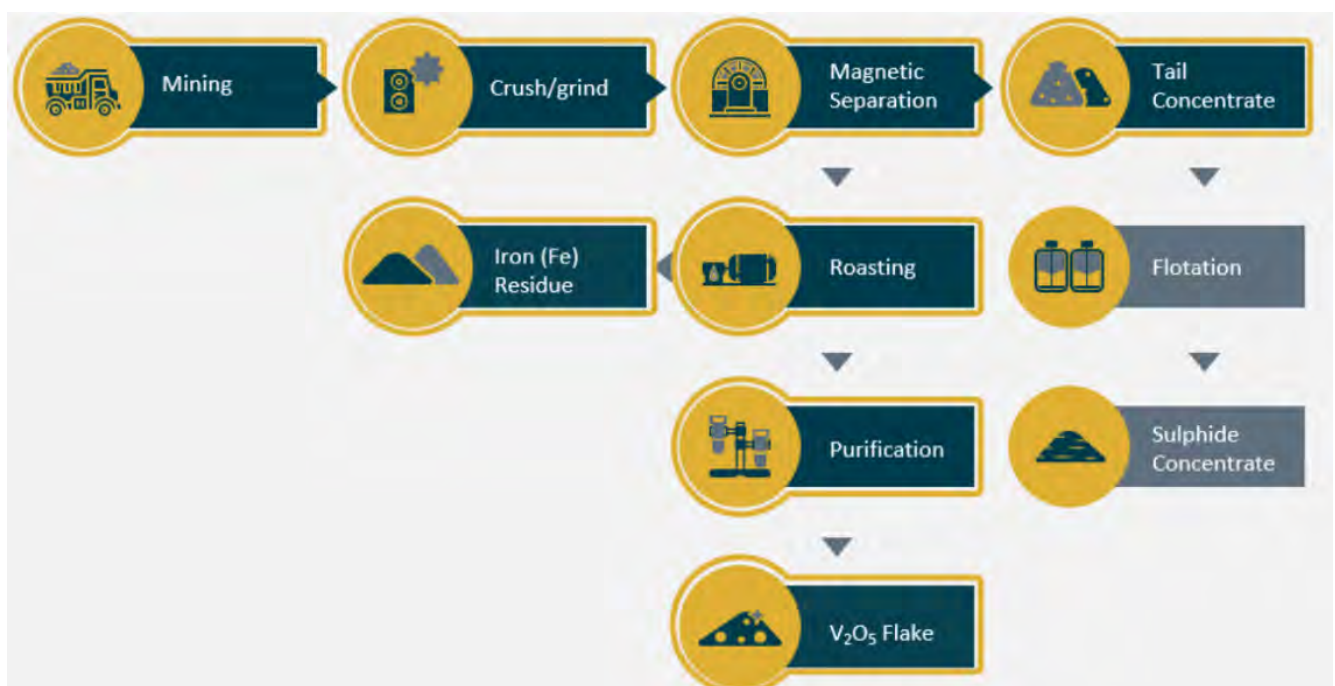 Mining
Crush/grind
Magnetic
Separation
Tail
Concentrate
Iron (Fe)
Residue
Roasting
Flotation
Purification
Sulphide
Concentrate
V₂O₅ Flake